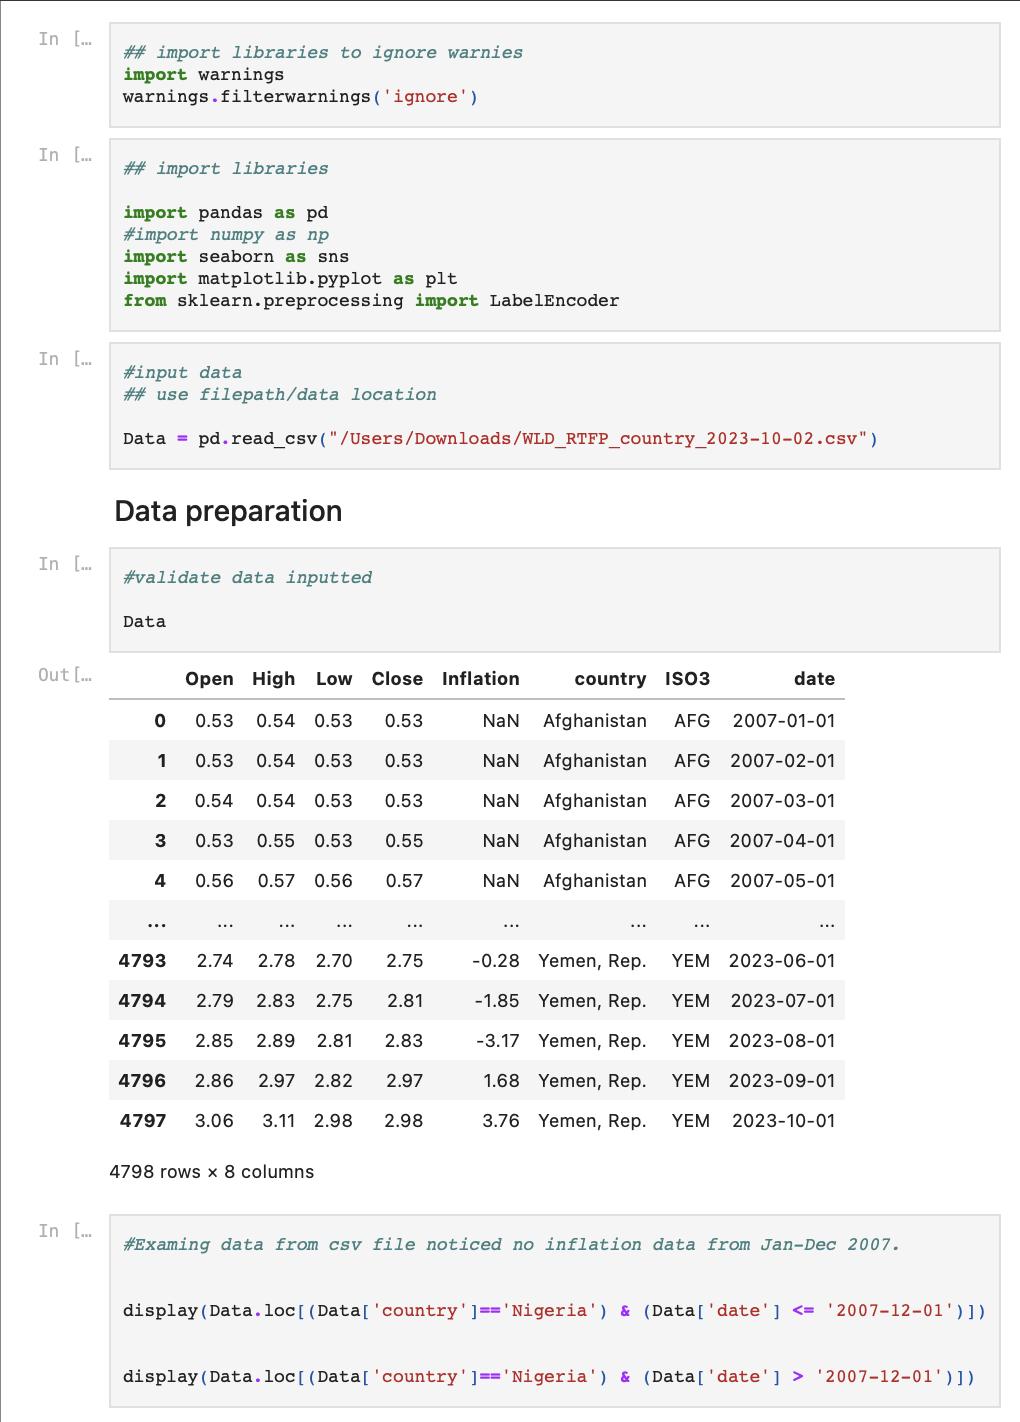 In […
## import libraries to ignore warnies
import warnings
warnings.filterwarnings('ignore')
In […
## import libraries
import pandas as pd
#import numpy as np
import seaborn as sns
import matplotlib.pyplot as plt
from sklearn.preprocessing import LabelEncoder
In […
#input data
## use filepath/data location
Data = pd.read_csv("/Users/Downloads/WLD_RTFP_country_2023-10-02.csv")
Data preparation
In […
#validate data inputted
Data
Out[…
Open High Low Close Inflation country ISO3 date
0 0.53 0.54 0.53 0.53 NaN Afghanistan AFG 2007-01-01
1 0.53 0.54 0.53 0.53 NaN Afghanistan AFG 2007-02-01
2 0.54 0.54 0.53 0.53 NaN Afghanistan AFG 2007-03-01
3 0.53 0.55 0.53 0.55 NaN Afghanistan AFG 2007-04-01
4 0.56 0.57 0.56 0.57 NaN Afghanistan AFG 2007-05-01
... ... ... ... ... ... ... ... ...
4793 2.74 2.78 2.70 2.75 -0.28 Yemen, Rep. YEM 2023-06-01
4794 2.79 2.83 2.75 2.81 -1.85 Yemen, Rep. YEM 2023-07-01
4795 2.85 2.89 2.81 2.83 -3.17 Yemen, Rep. YEM 2023-08-01
4796 2.86 2.97 2.82 2.97 1.68 Yemen, Rep. YEM 2023-09-01
4797 3.06 3.11 2.98 2.98 3.76 Yemen, Rep. YEM 2023-10-01
4798 rows × 8 columns
In […
#Examing data from csv file noticed no inflation data from Jan-Dec 2007.
display(Data.loc[(Data['country']=='Nigeria') & (Data['date'] <= '2007-12-01')])
display(Data.loc[(Data['country']=='Nigeria') & (Data['date'] > '2007-12-01')])